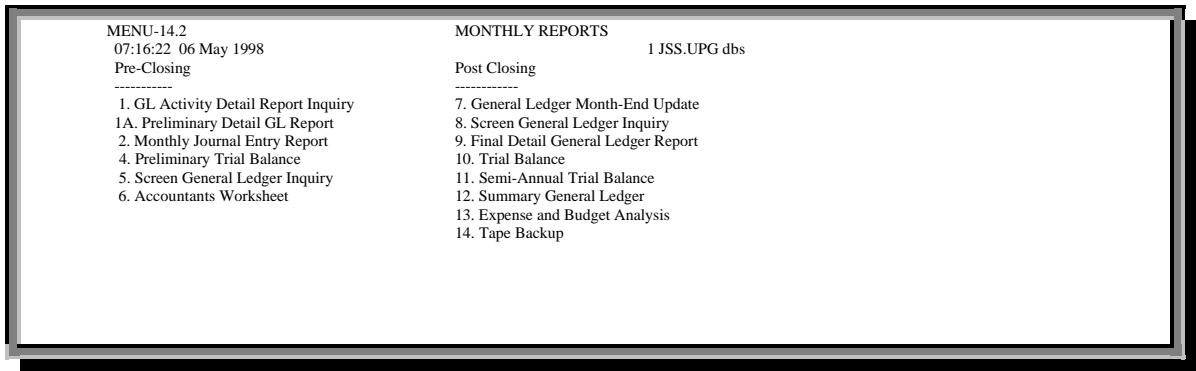 MENU-14.2 MONTHLY REPORTS
07:16:22 06 May 1998 1 JSS.UPG dbs
Pre-Closing Post Closing
----------- ------------
1. GL Activity Detail Report Inquiry 7. General Ledger Month-End Update
1A. Preliminary Detail GL Report 8. Screen General Ledger Inquiry
2. Monthly Journal Entry Report 9. Final Detail General Ledger Report
4. Preliminary Trial Balance 10. Trial Balance
5. Screen General Ledger Inquiry 11. Semi-Annual Trial Balance
6. Accountants Worksheet 12. Summary General Ledger
13. Expense and Budget Analysis
14. Tape Backup